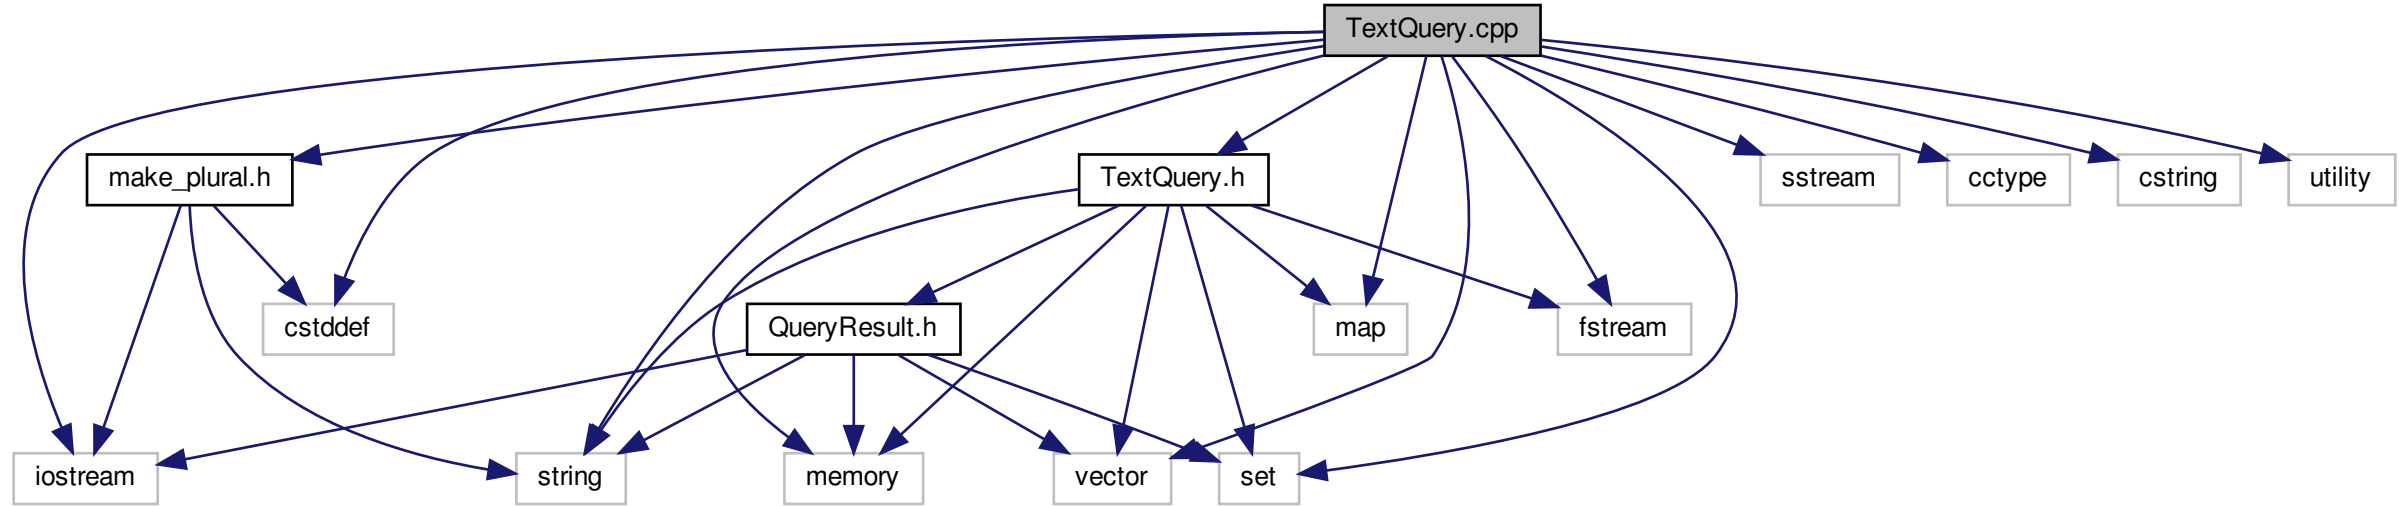 TextQuery.cpp
make_plural.h
TextQuery.h
sstream
cctype
cstring
utility
cstddef
QueryResult.h
map
fstream
iostream
string
memory
vector
set